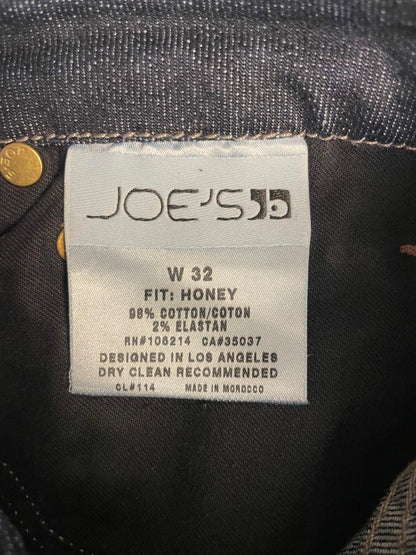 JOE'S
W 32
FIT: HONEY
98% COTTON/COTON
2% ELASTAN
RN#106214 CA#35037
DESIGNED IN LOS ANGELES
DRY CLEAN RECOMMENDED
CL#114 MADE IN MOROCCO